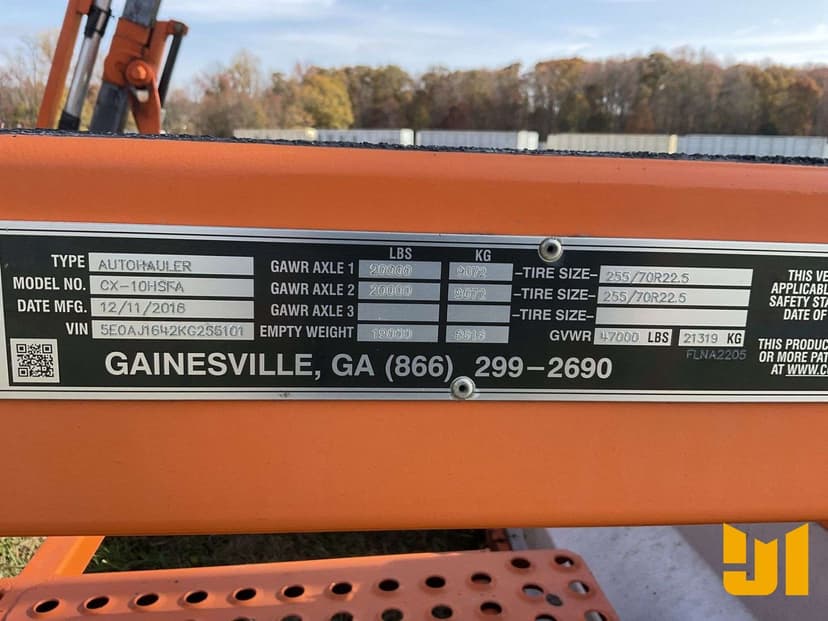 LBS KG
TYPE AUTOHAULER GAWR AXLE 1 20000 9072 -TIRE SIZE- 255/70R22.5
MODEL NO. CX-10HSFA GAWR AXLE 2 20000 9072 -TIRE SIZE- 255/70R22.5
DATE MFG. 12/11/2018 GAWR AXLE 3 -TIRE SIZE-
VIN 5E0AJ1642KG255101 EMPTY WEIGHT 19000 8618 GVWR 47000 LBS 21319 KG
FLNA2205
GAINESVILLE, GA (866) 299-2690
THIS VE
APPLICABL
SAFETY STA
DATE OF
THIS PRODUC
OR MORE PAT
AT WWW.C